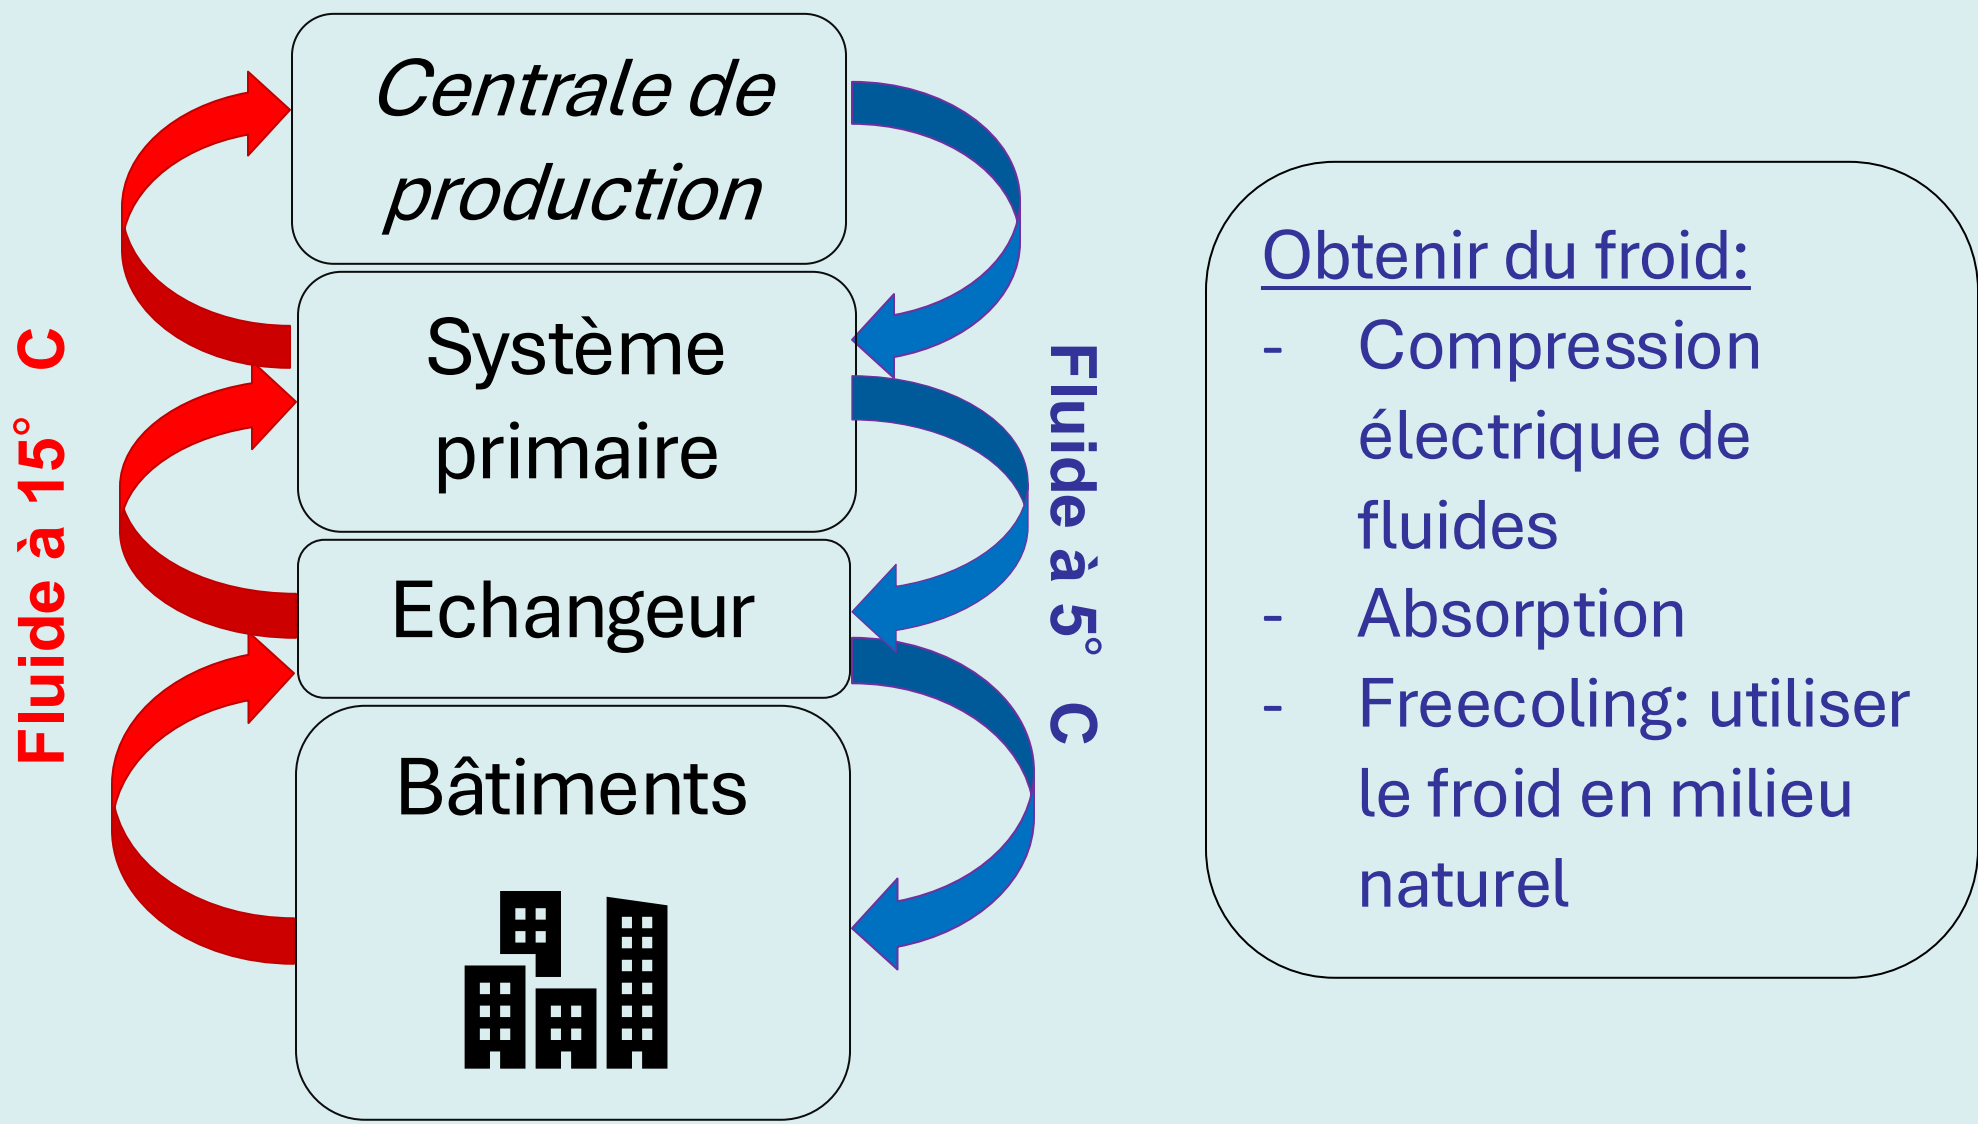 Centrale de
production
Système
primaire
Echangeur
Bâtiments
Fluide à 15° C
Fluide à 5° C
Obtenir du froid:
- Compression
électrique de
fluides
- Absorption
- Freecoling: utiliser
le froid en milieu
naturel